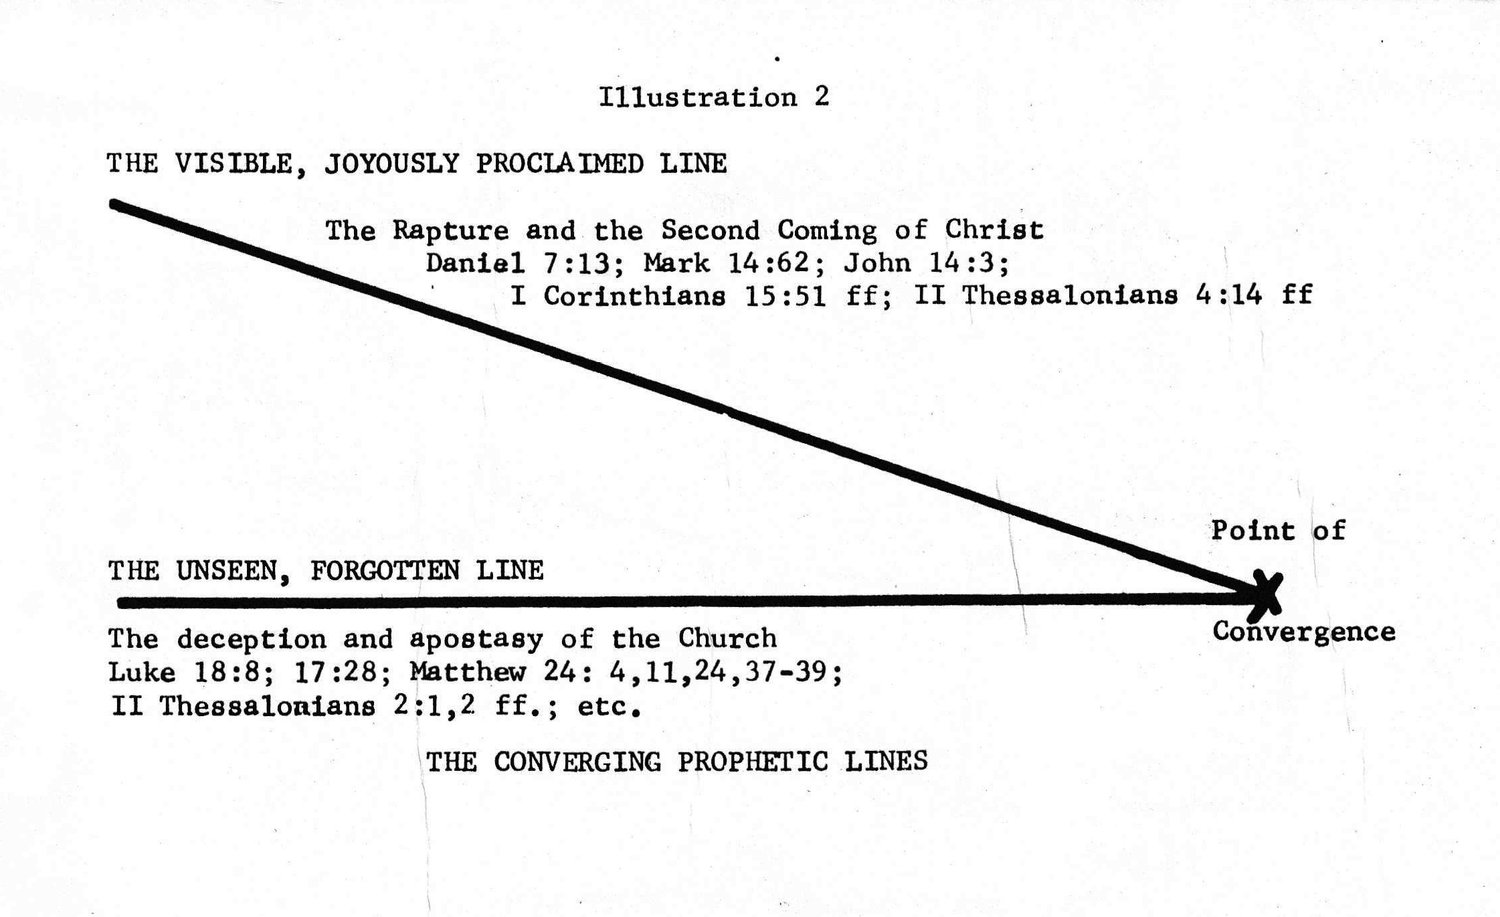 Illustration 2
THE VISIBLE, JOYOUSLY PROCLAIMED LINE
The Rapture and the Second Coming of Christ
Daniel 7:13; Mark 14:62; John 14:3;
I Corinthians 15:51 ff; II Thessalonians 4:14 ff
Point of
THE UNSEEN, FORGOTTEN LINE
Convergence
The deception and apostasy of the Church
Luke 18:8; 17:28; Matthew 24: 4,11,24,37-39;
II Thessalonians 2:1,2 ff.; etc.
THE CONVERGING PROPHETIC LINES